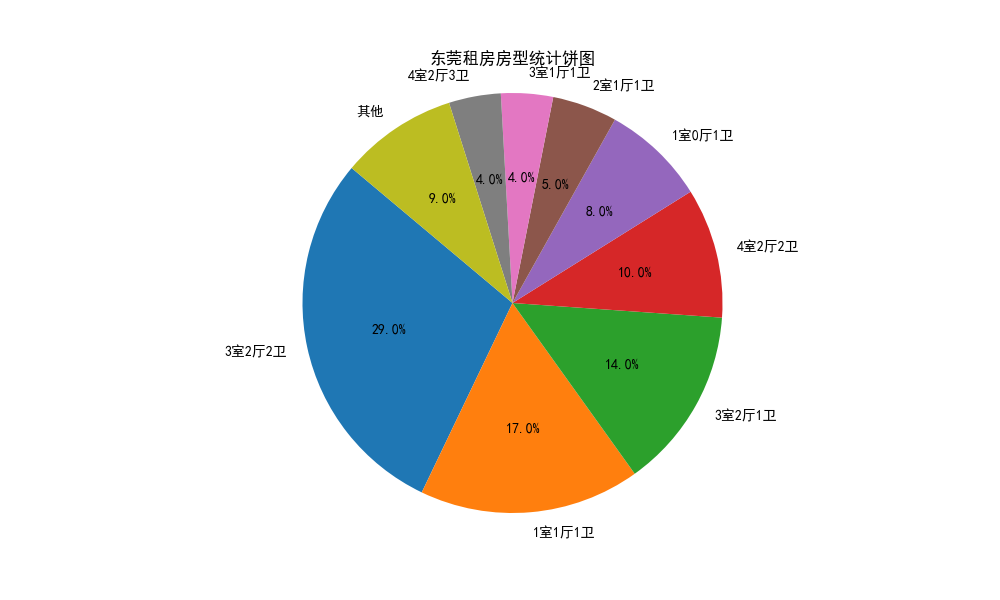 东莞租房房型统计饼图
4室2厅3卫
3室1厅1卫
2室1厅1卫
其他
1室0厅1卫
4.0%
4.0%
5.0%
9.0%
8.0%
4室2厅2卫
10.0%
29.0%
3室2厅2卫
14.0%
3室2厅1卫
17.0%
1室1厅1卫